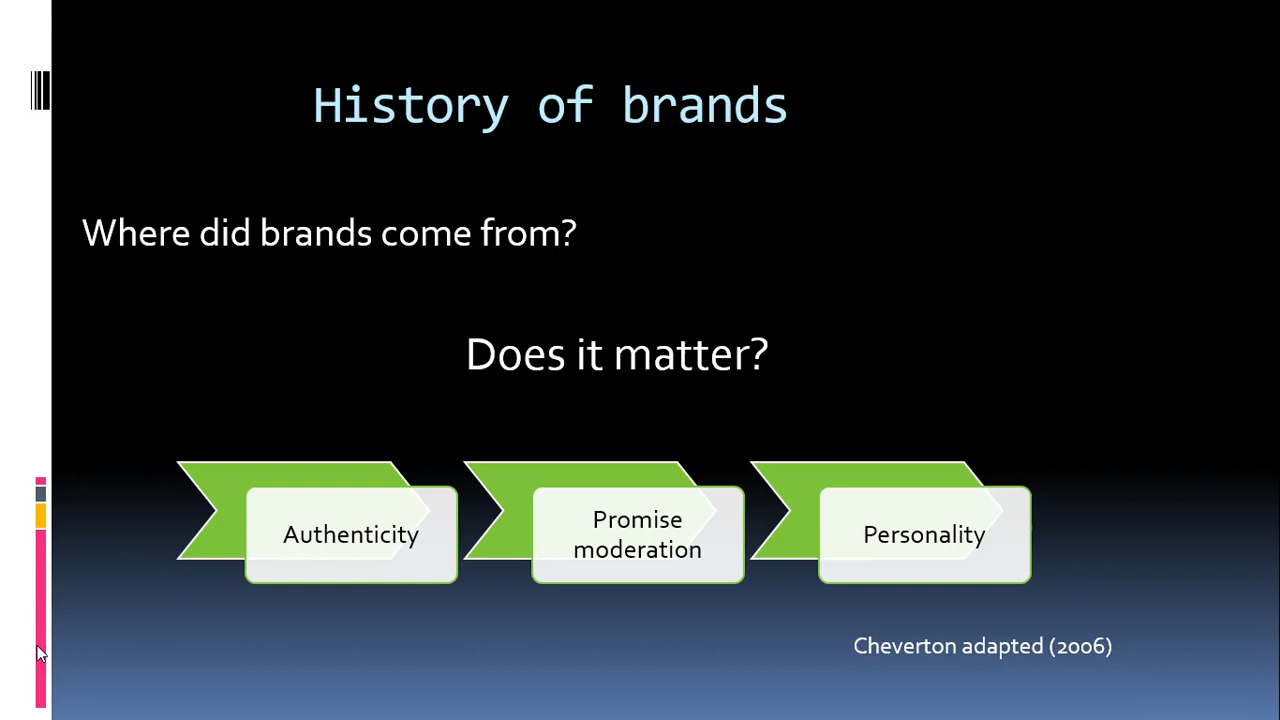 History of brands
Where did brands come from?
Does it matter?
Authenticity
Promise
moderation
Personality
Cheverton adapted (2006)